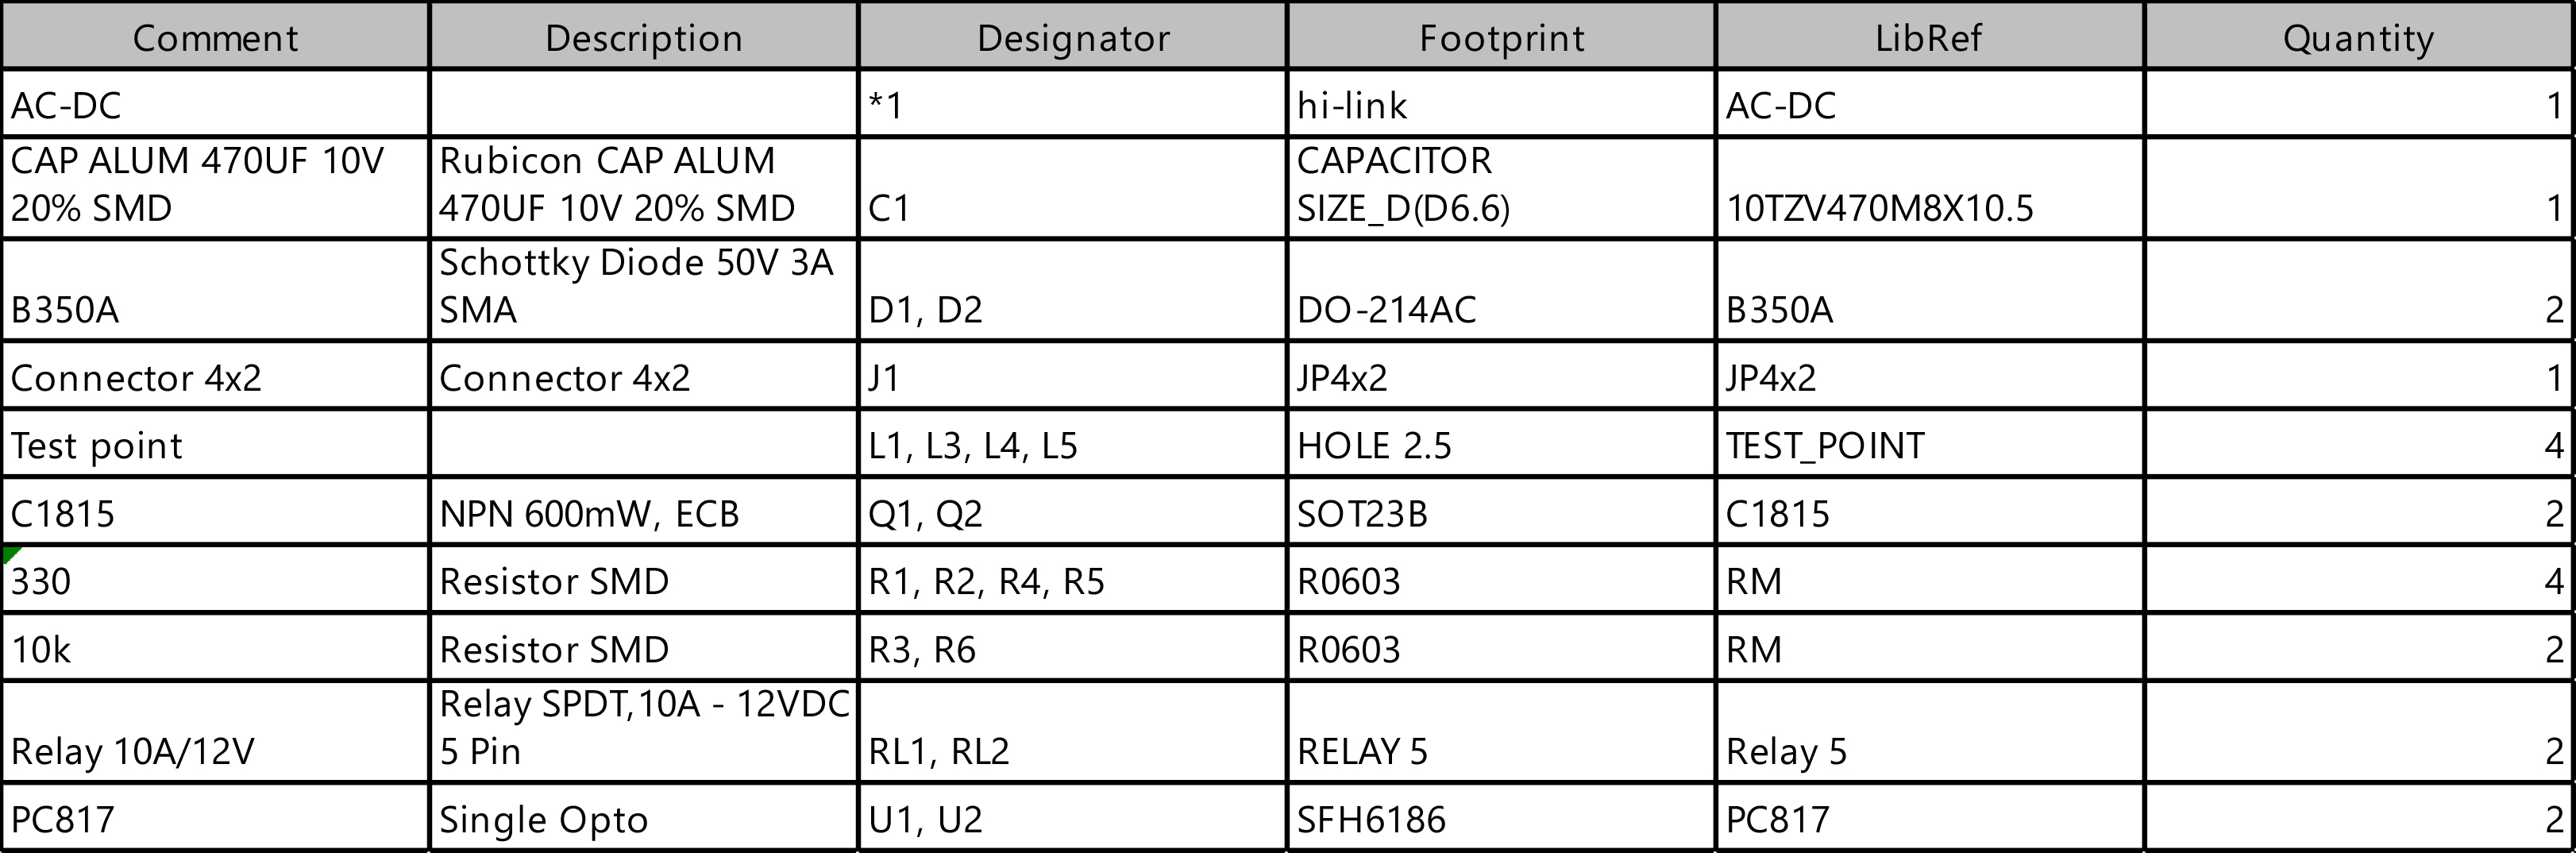 Comment Description Designator Footprint LibRef Quantity
AC-DC *1 hi-link AC-DC 1
CAP ALUM 470UF 10V Rubicon CAP ALUM CAPACITOR
20% SMD 470UF 10V 20% SMD C1 SIZE_D(D6.6) 10TZV470M8X10.5 1
Schottky Diode 50V 3A
B350A SMA D1, D2 DO-214AC B350A 2
Connector 4x2 Connector 4x2 J1 JP4x2 JP4x2 1
Test point L1, L3, L4, L5 HOLE 2.5 TEST_POINT 4
C1815 NPN 600mW, ECB Q1, Q2 SOT23B C1815 2
330 Resistor SMD R1, R2, R4, R5 R0603 RM 4
10k Resistor SMD R3, R6 R0603 RM 2
Relay SPDT,10A - 12VDC
Relay 10A/12V 5 Pin RL1, RL2 RELAY 5 Relay 5 2
PC817 Single Opto U1, U2 SFH6186 PC817 2